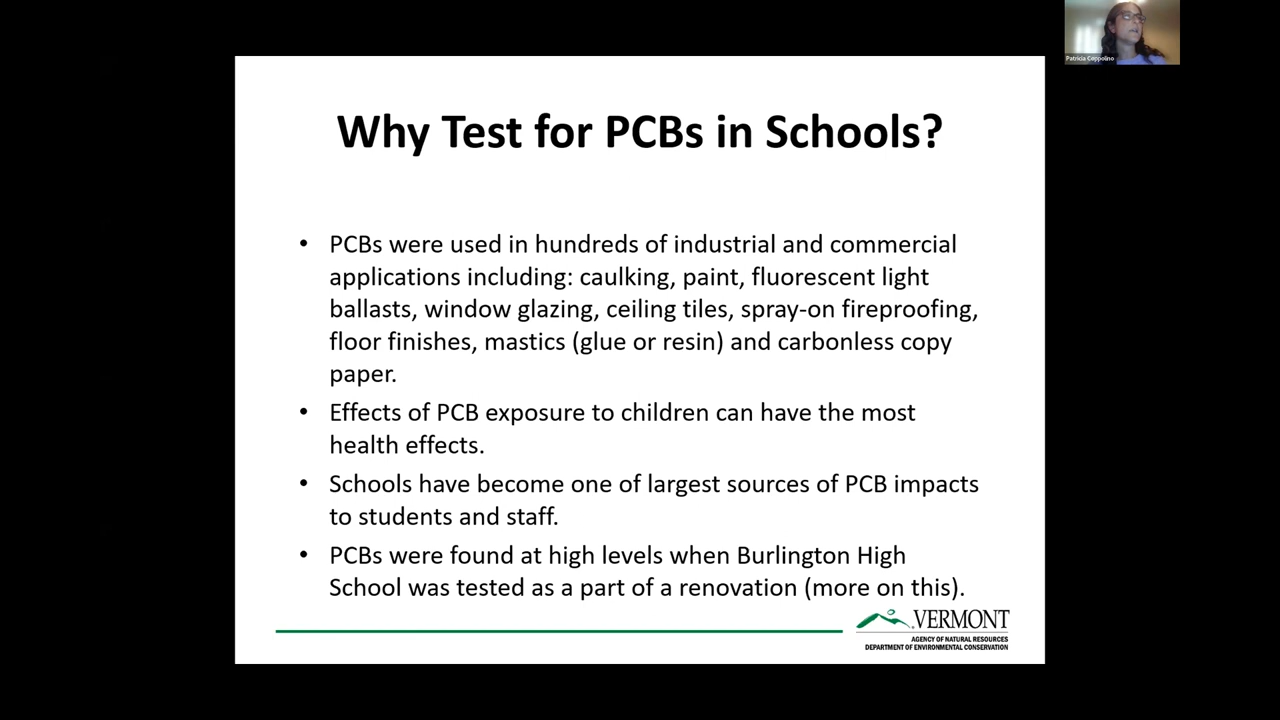 Patricia Coppolino
Why Test for PCBs in Schools?
• PCBs were used in hundreds of industrial and commercial
applications including: caulking, paint, fluorescent light
ballasts, window glazing, ceiling tiles, spray-on fireproofing,
floor finishes, mastics (glue or resin) and carbonless copy
paper.
• Effects of PCB exposure to children can have the most
health effects.
• Schools have become one of largest sources of PCB impacts
to students and staff.
• PCBs were found at high levels when Burlington High
School was tested as a part of a renovation (more on this).
VERMONT
AGENCY OF NATURAL RESOURCES
DEPARTMENT OF ENVIRONMENTAL CONSERVATION